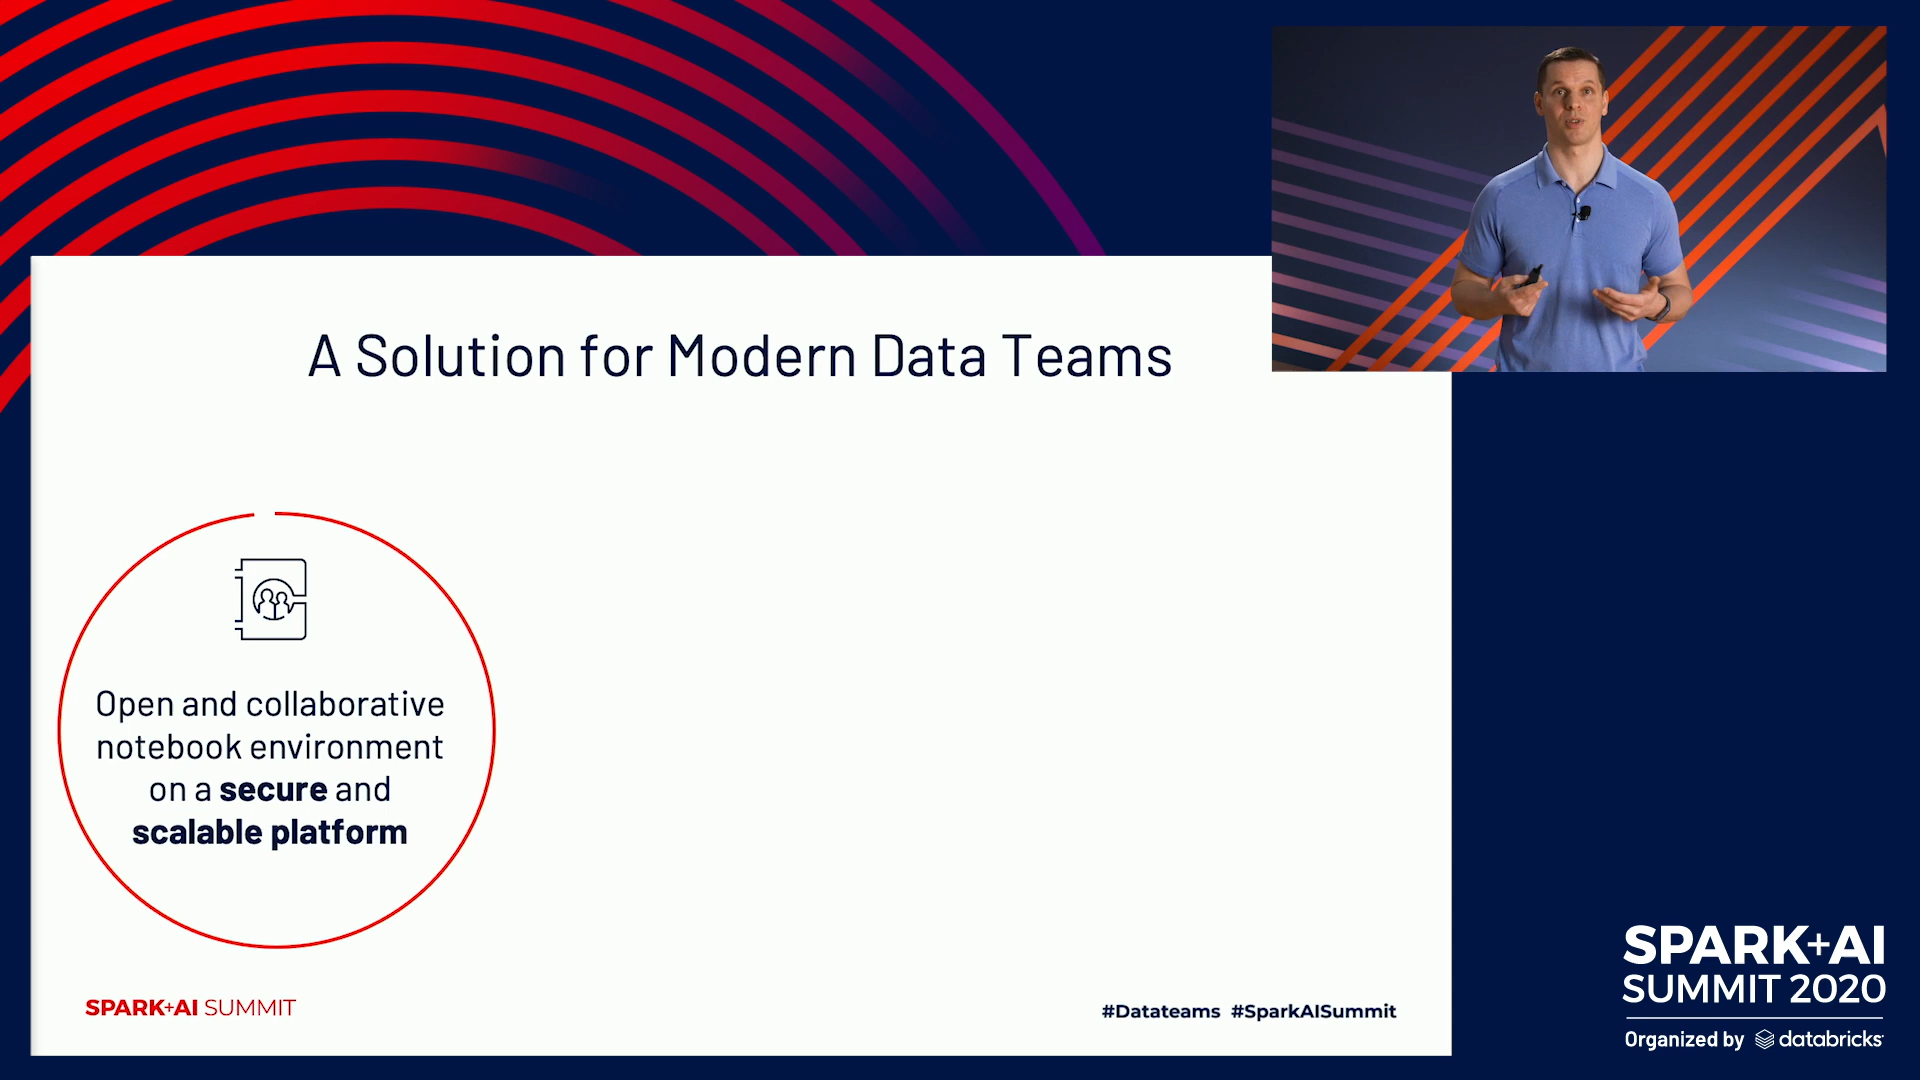 A Solution for Modern Data Teams
Open and collaborative
notebook environment
on a secure and
scalable platform
SPARK+AI SUMMIT
#Datateams #SparkAISummit
SPARK+AI
SUMMIT 2020
Organized by databricks